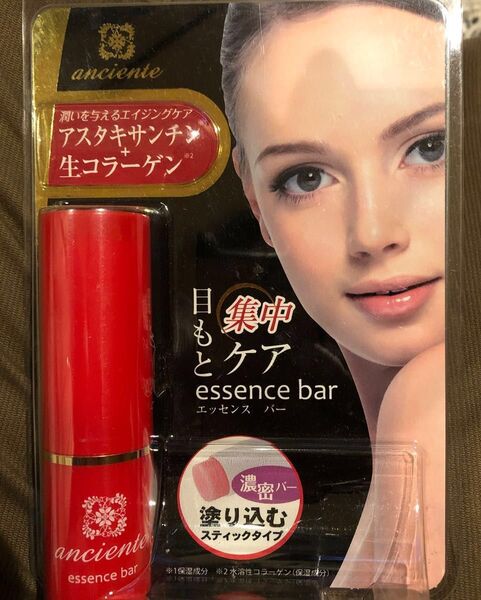 anciente
潤いを与えるエイジングケア
アスタキサンチン
+
生コラーゲン※2
目もと
集中
ケア
essence bar
エッセンス バー
濃密バー
塗り込む
スティックタイプ
anciente
essence bar
※1保湿成分 ※2水溶性コラーゲン(保湿成分)